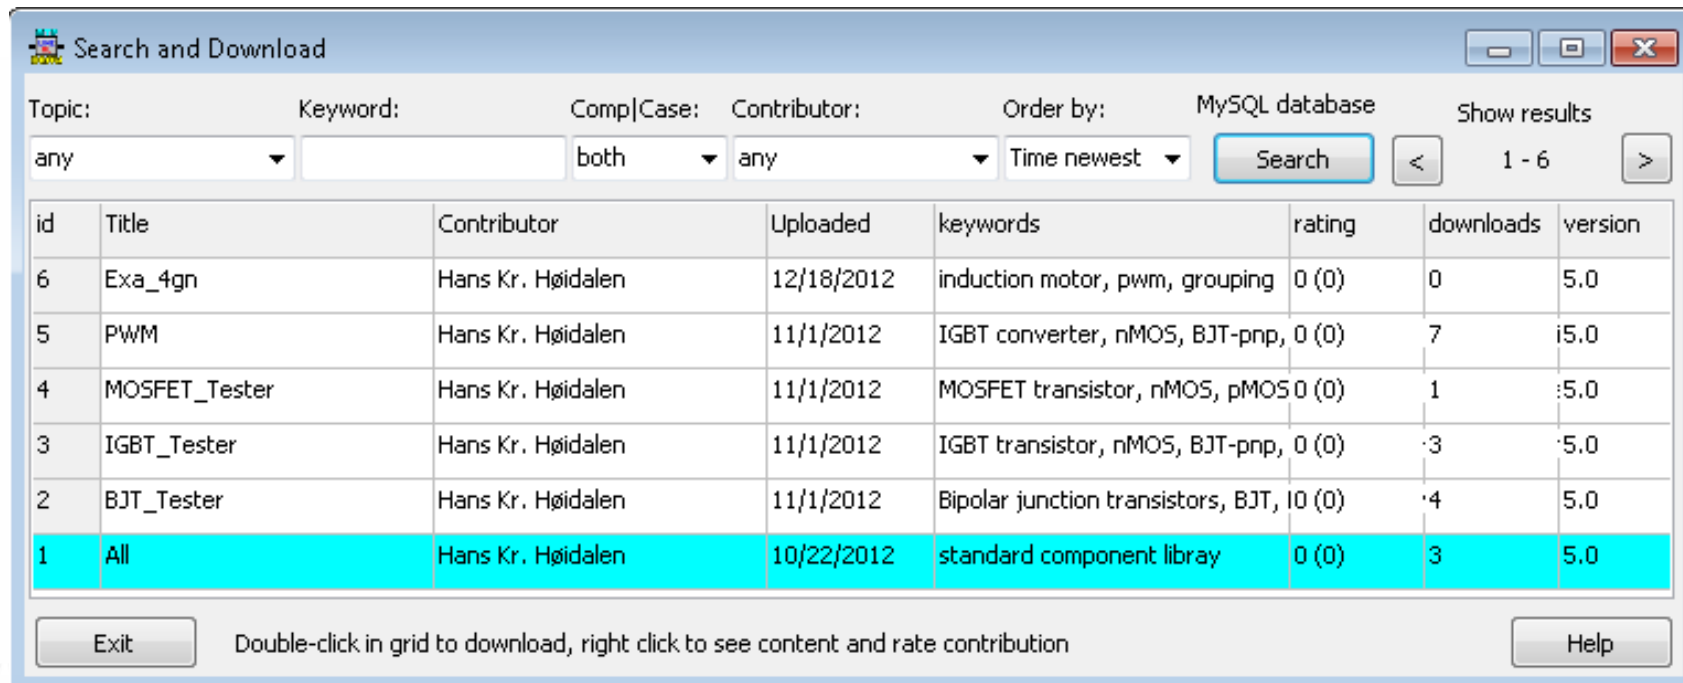 Search and Download
Topic: Keyword: Comp|Case: Contributor: Order by: MySQL database Show results
any both any Time newest Search < 1 - 6 >
id Title Contributor Uploaded keywords rating downloads version
6 Exa_4gn Hans Kr. Høidalen 12/18/2012 induction motor, pwm, grouping 0 (0) 0 5.0
5 PWM Hans Kr. Høidalen 11/1/2012 IGBT converter, nMOS, BJT-pnp, 0 (0) 7 5.0
4 MOSFET_Tester Hans Kr. Høidalen 11/1/2012 MOSFET transistor, nMOS, pMOS 0 (0) 1 5.0
3 IGBT_Tester Hans Kr. Høidalen 11/1/2012 IGBT transistor, nMOS, BJT-pnp, 0 (0) 3 5.0
2 BJT_Tester Hans Kr. Høidalen 11/1/2012 Bipolar junction transistors, BJT, 0 (0) 4 5.0
1 All Hans Kr. Høidalen 10/22/2012 standard component libray 0 (0) 3 5.0
Exit Double-click in grid to download, right click to see content and rate contribution Help